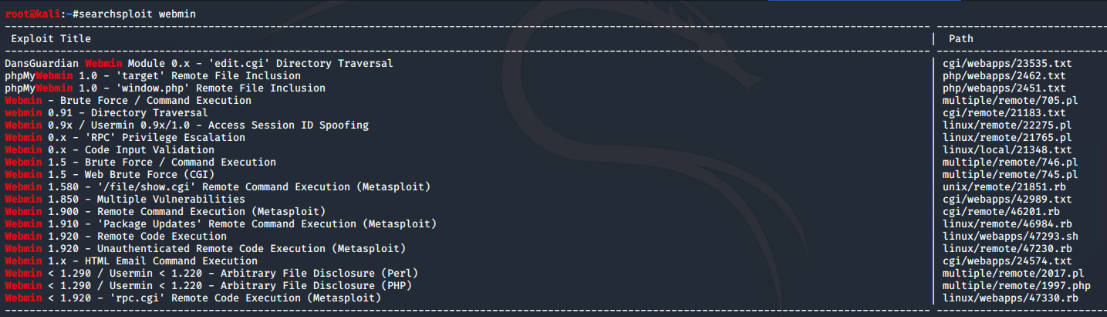 root@kali:~#searchsploit webmin
Exploit Title | Path
DansGuardian Webmin Module 0.x - 'edit.cgi' Directory Traversal | cgi/webapps/23535.txt
phpMyWebmin 1.0 - 'target' Remote File Inclusion | php/webapps/2462.txt
phpMyWebmin 1.0 - 'window.php' Remote File Inclusion | php/webapps/2451.txt
Webmin - Brute Force / Command Execution | multiple/remote/705.pl
webmin 0.91 - Directory Traversal | cgi/remote/21183.txt
Webmin 0.9x / Usermin 0.9x/1.0 - Access Session ID Spoofing | linux/remote/22275.pl
Webmin 0.x - 'RPC' Privilege Escalation | linux/remote/21765.pl
Webmin 0.x - Code Input Validation | linux/local/21348.txt
Webmin 1.5 - Brute Force / Command Execution | multiple/remote/746.pl
Webmin 1.5 - Web Brute Force (CGI) | multiple/remote/745.pl
Webmin 1.580 - '/file/show.cgi' Remote Command Execution (Metasploit) | unix/remote/21851.rb
Webmin 1.850 - Multiple Vulnerabilities | cgi/webapps/42989.txt
Webmin 1.900 - Remote Command Execution (Metasploit) | cgi/remote/46201.rb
Webmin 1.910 - 'Package Updates' Remote Command Execution (Metasploit) | linux/remote/46984.rb
Webmin 1.920 - Remote Code Execution | linux/webapps/47293.sh
Webmin 1.920 - Unauthenticated Remote Code Execution (Metasploit) | linux/remote/47230.rb
Webmin 1.x - HTML Email Command Execution | cgi/webapps/24574.txt
Webmin < 1.290 / Usermin < 1.220 - Arbitrary File Disclosure (Perl) | multiple/remote/2017.pl
Webmin < 1.290 / Usermin < 1.220 - Arbitrary File Disclosure (PHP) | multiple/remote/1997.php
Webmin < 1.920 - 'rpc.cgi' Remote Code Execution (Metasploit) | linux/webapps/47330.rb